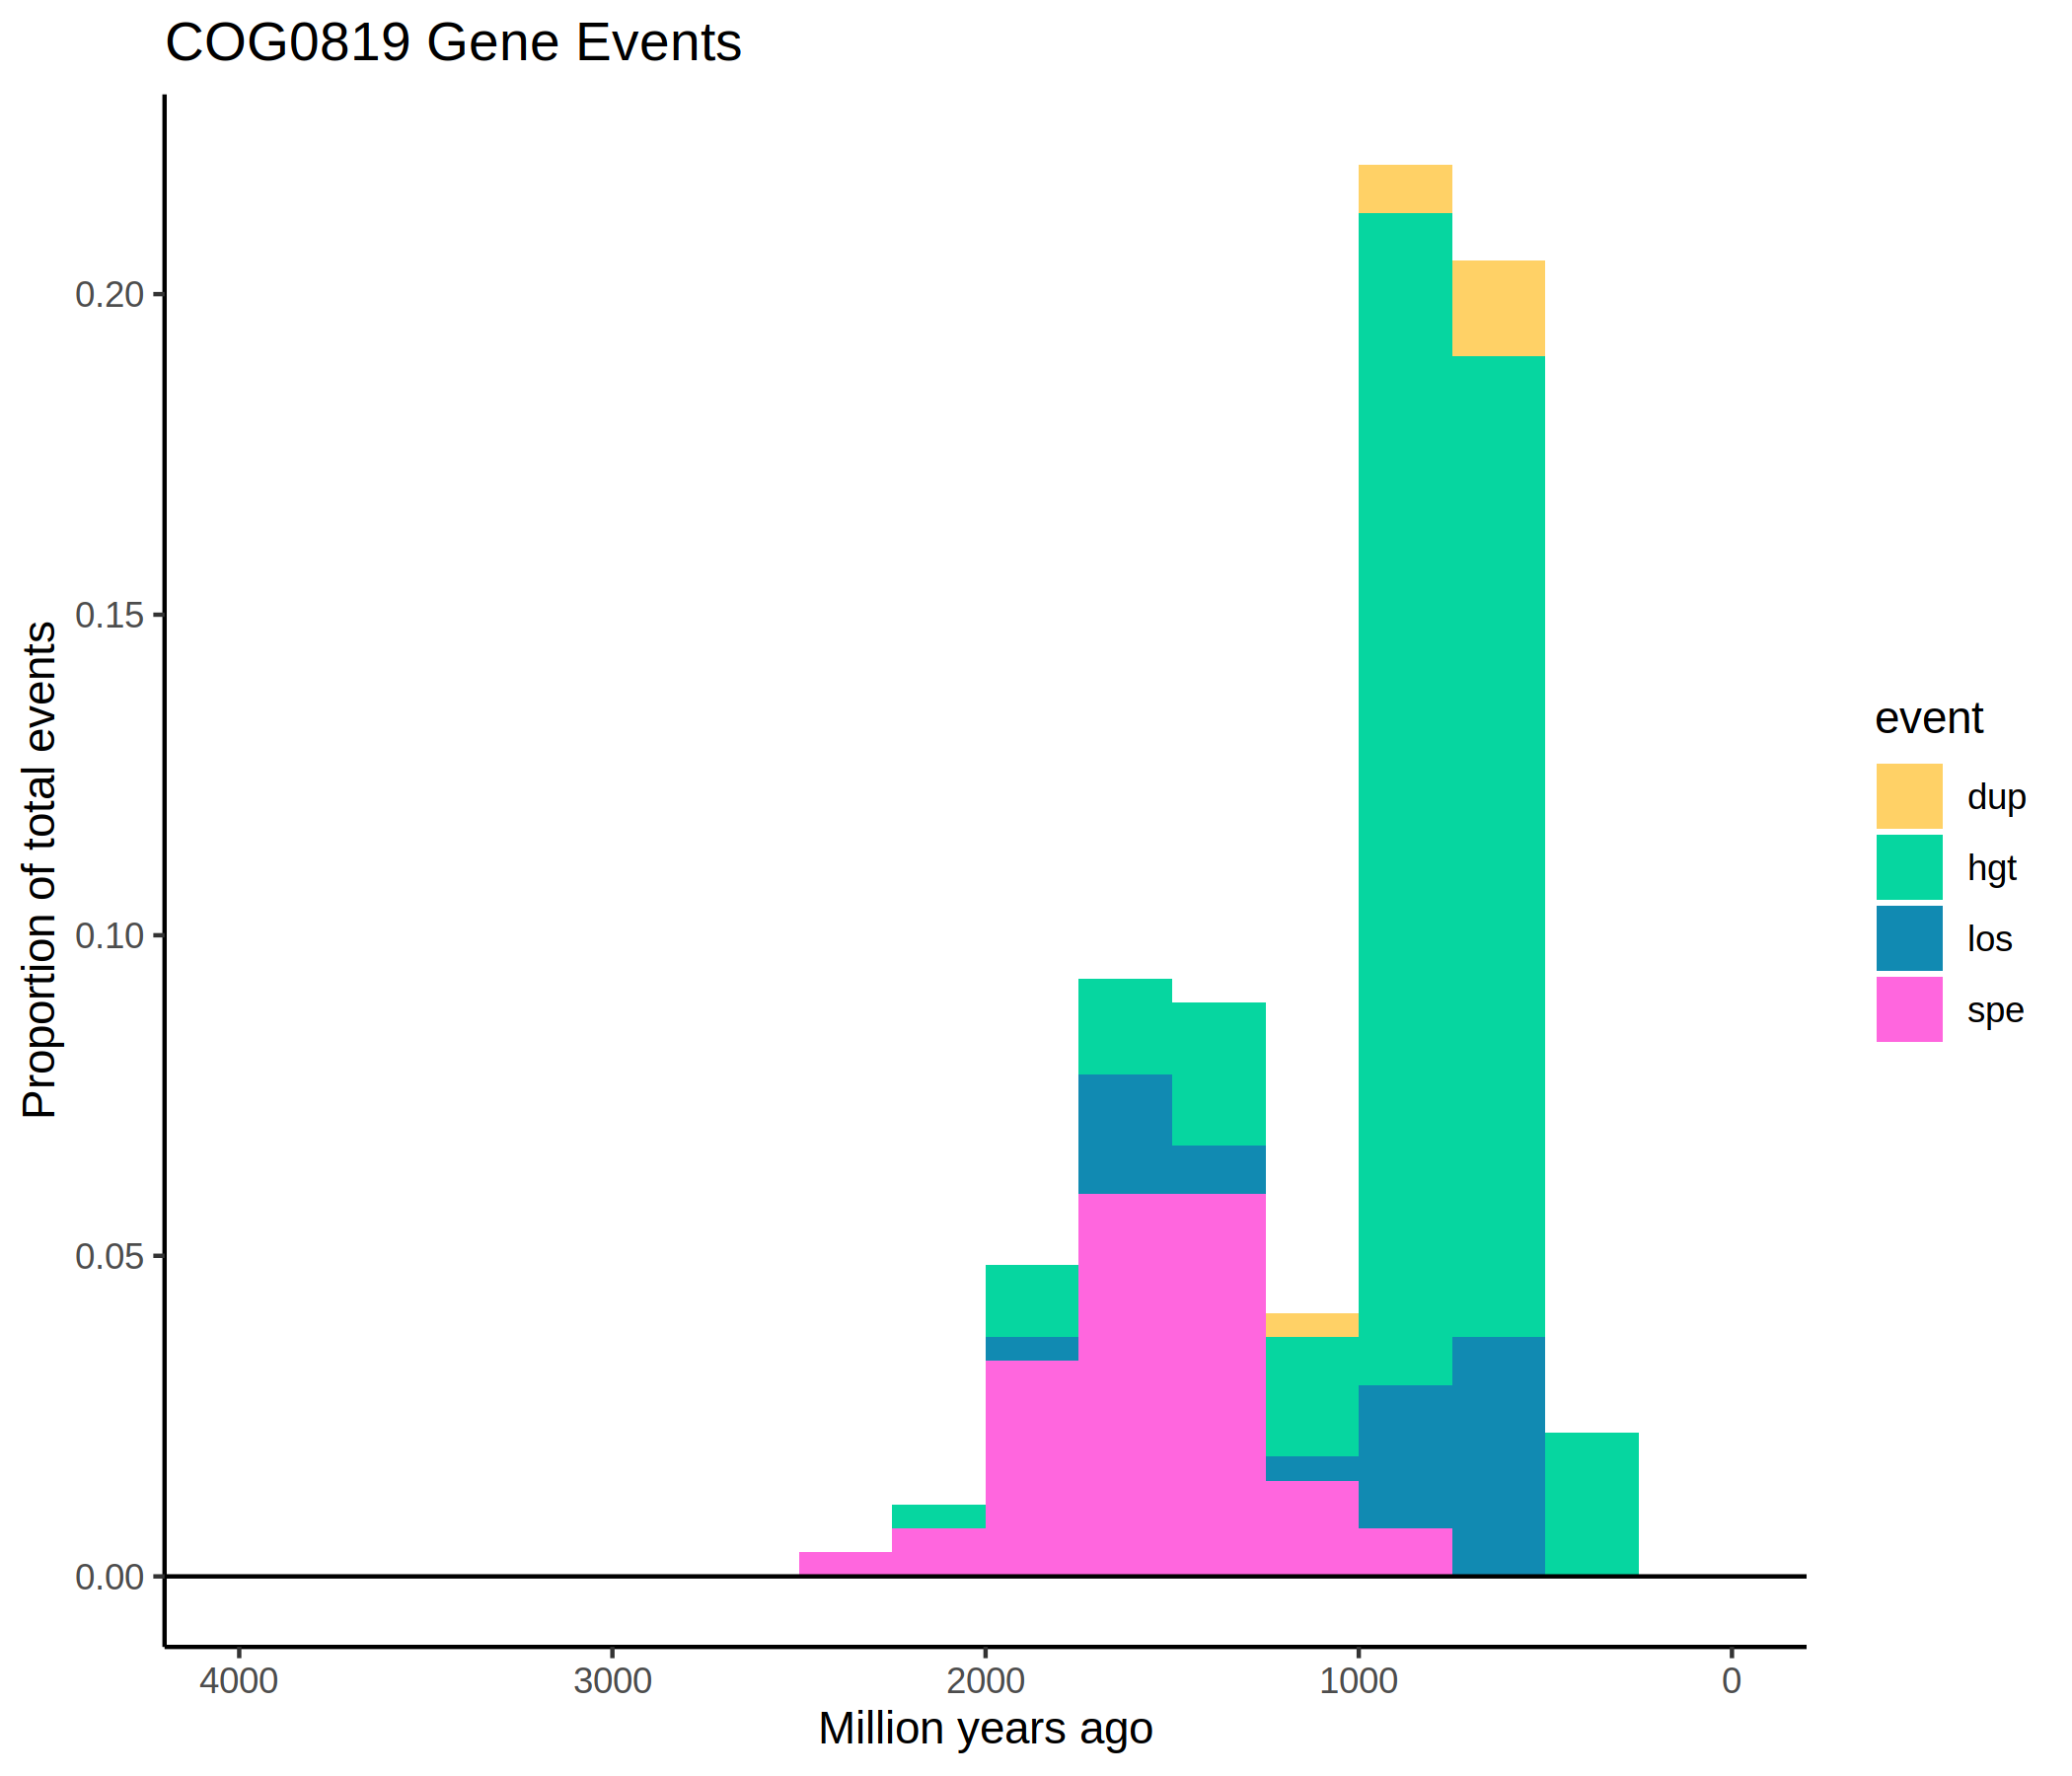 COG0819 Gene Events
Proportion of total events
0.20
0.15
0.10
0.05
0.00
4000 3000 2000 1000 0
Million years ago
event
dup
hgt
los
spe